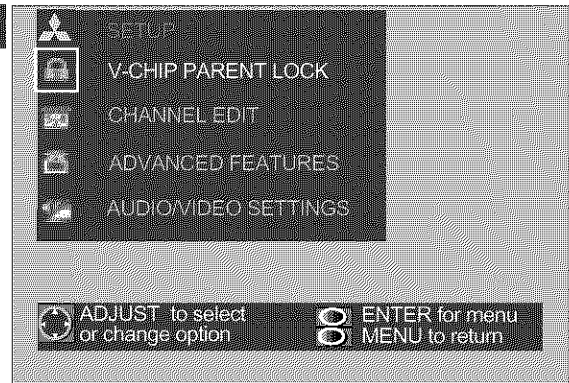 SETUP
V-CHIP PARENT LOCK
CHANNEL EDIT
ADVANCED FEATURES
AUDIO/VIDEO SETTINGS
ADJUST to select
or change option
ENTER for menu
MENU to return